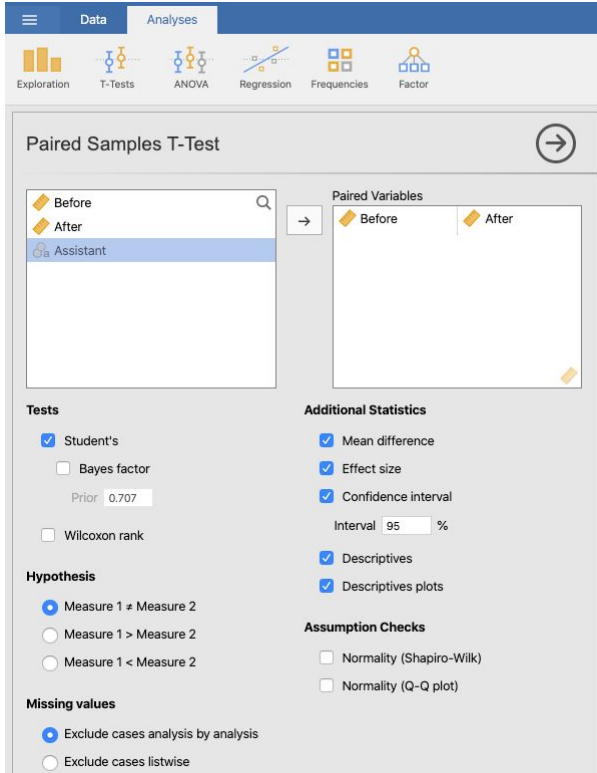 Data Analyses
Exploration T-Tests ANOVA Regression Frequencies Factor
Paired Samples T-Test
Before
After
a Assistant
Paired Variables
Before After
Tests
Student's
Bayes factor
Prior 0.707
Wilcoxon rank
Hypothesis
Measure 1 ≠ Measure 2
Measure 1 > Measure 2
Measure 1 < Measure 2
Missing values
Exclude cases analysis by analysis
Exclude cases listwise
Additional Statistics
Mean difference
Effect size
Confidence interval
Interval 95 %
Descriptives
Descriptives plots
Assumption Checks
Normality (Shapiro-Wilk)
Normality (Q-Q plot)